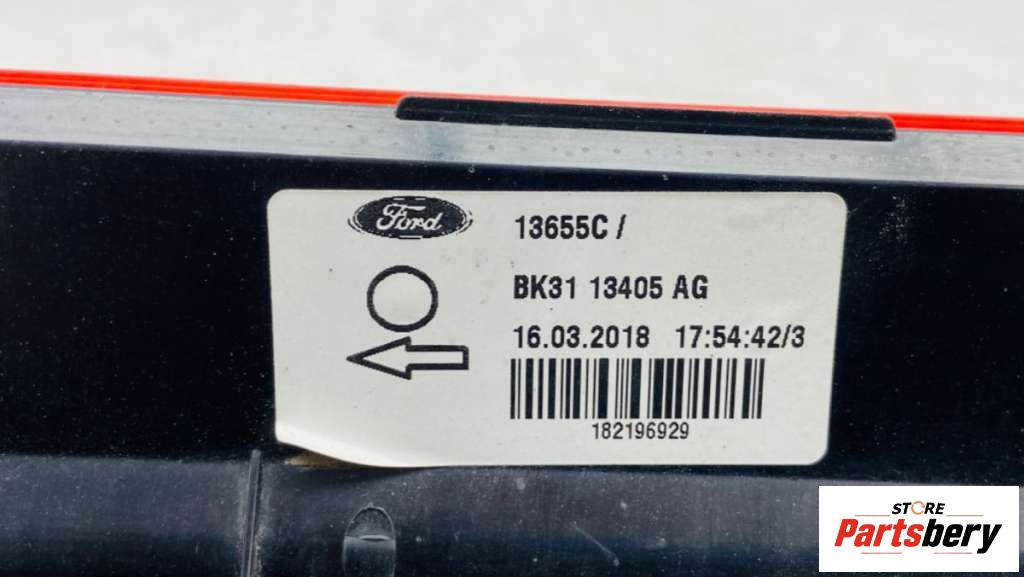 Ford
13655C /
BK31 13405 AG
16.03.2018 17:54:42/3
182196929
STORE
Partsbery